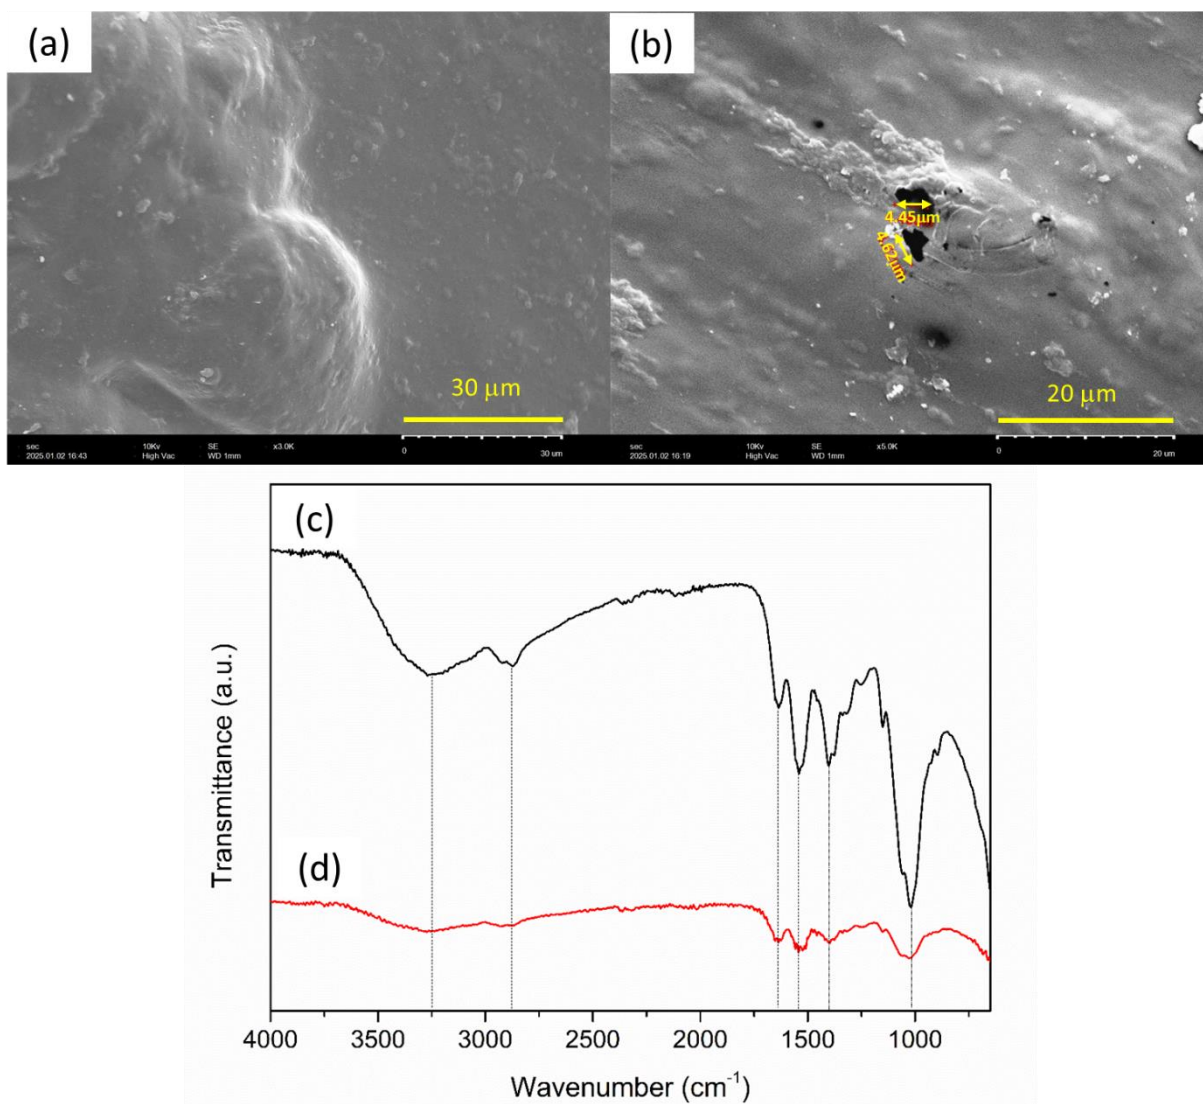 (a)
30 μm
sec 10Kv SE x3.0K
2025.01.02 16:43 High Vac WD 1mm 0 30 um
(b)
4.45μm
4.62μm
20 μm
sec 10Kv SE x5.0K
2025.01.02 16:19 High Vac WD 1mm 0 20 um
(c)
(d)
Transmittance (a.u.)
4000 3500 3000 2500 2000 1500 1000
Wavenumber (cm⁻¹)